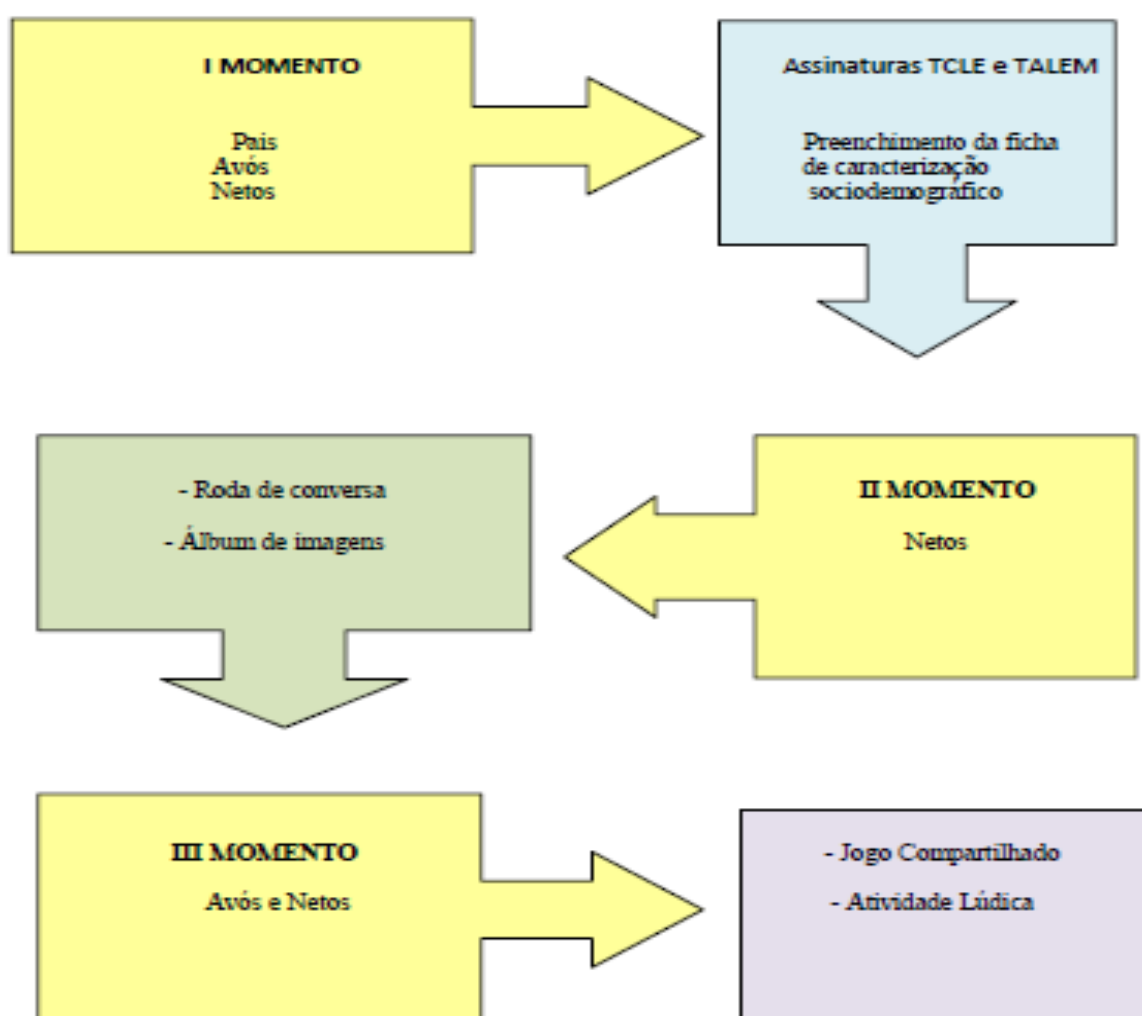 I MOMENTO
Pais
Avós
Netos
Assinaturas TCLE e TALEM
Preenchimento da ficha
de caracterização
sociodemográfico
II MOMENTO
Netos
- Roda de conversa
- Álbum de imagens
III MOMENTO
Avós e Netos
- Jogo Compartilhado
- Atividade Lúdica